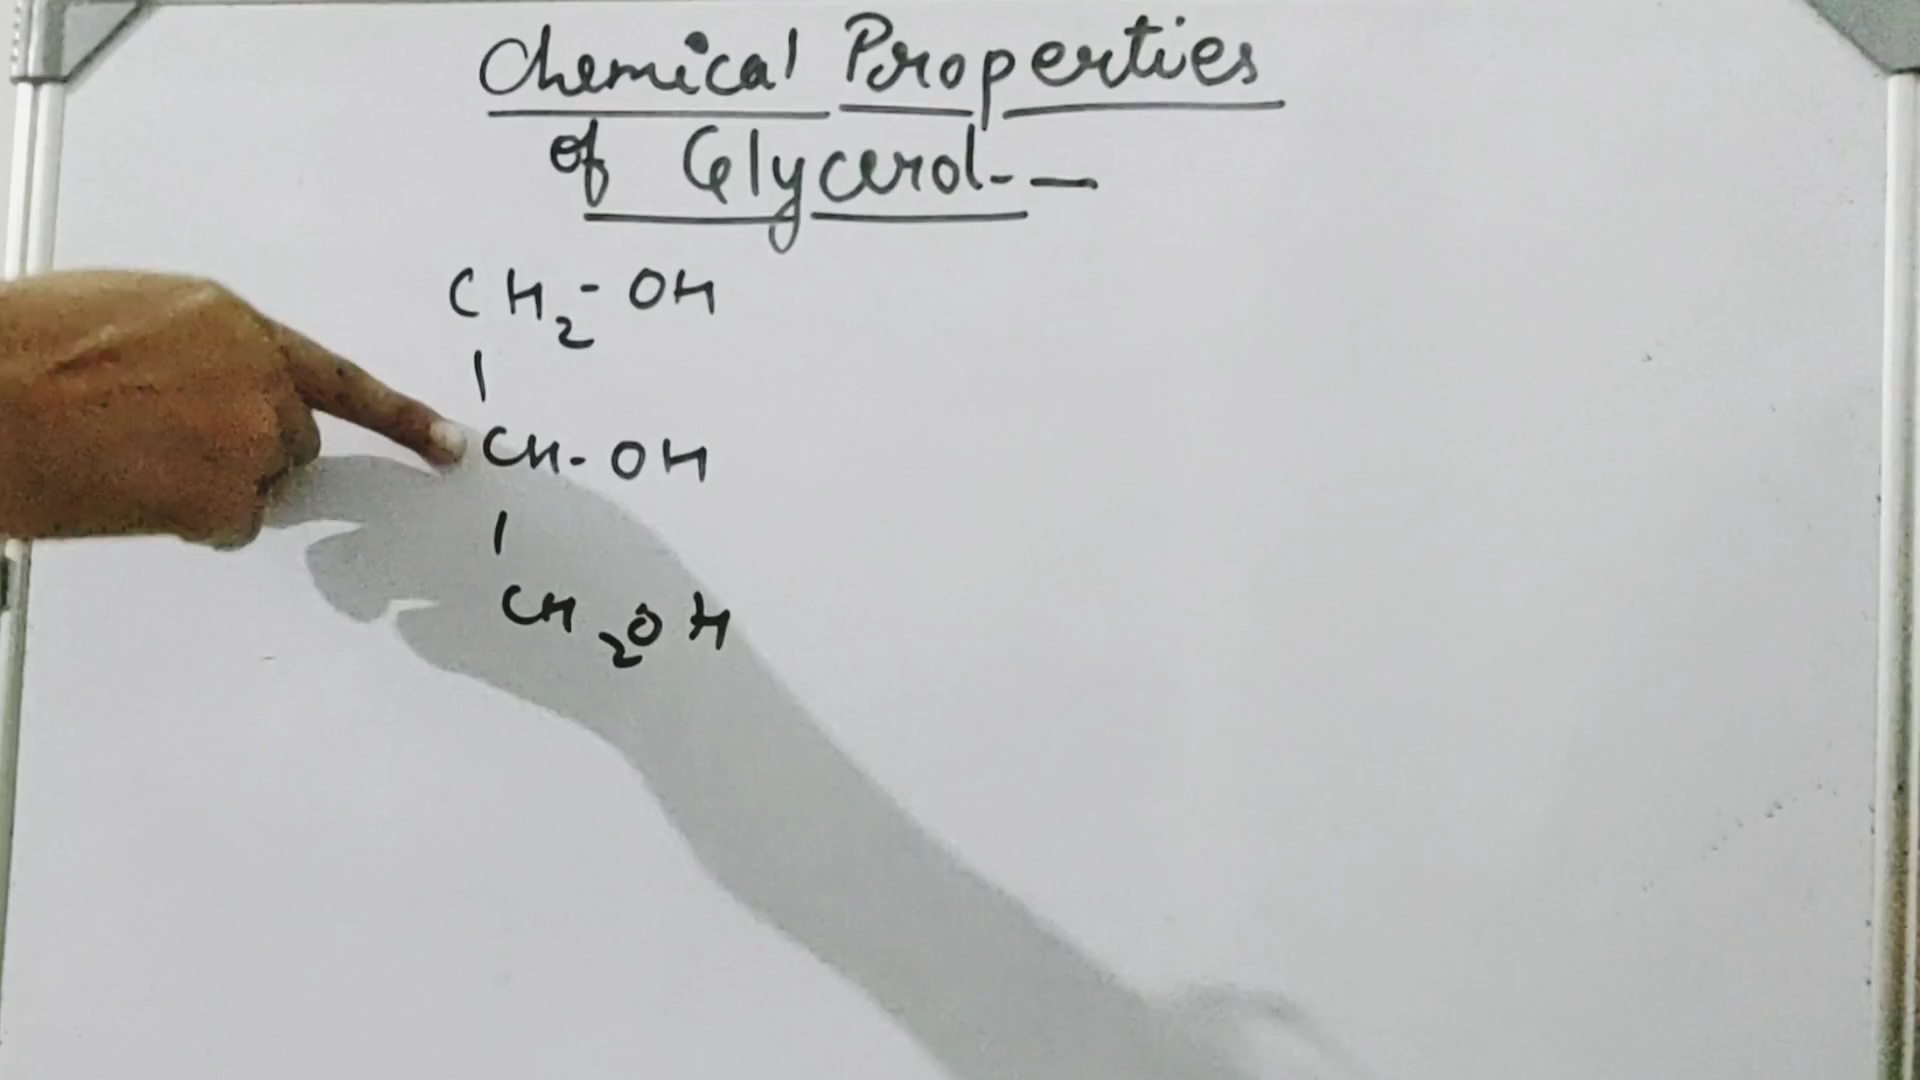 Chemical Properties
of Glycerol--
CH2-OH
|
CH-OH
|
CH2OH